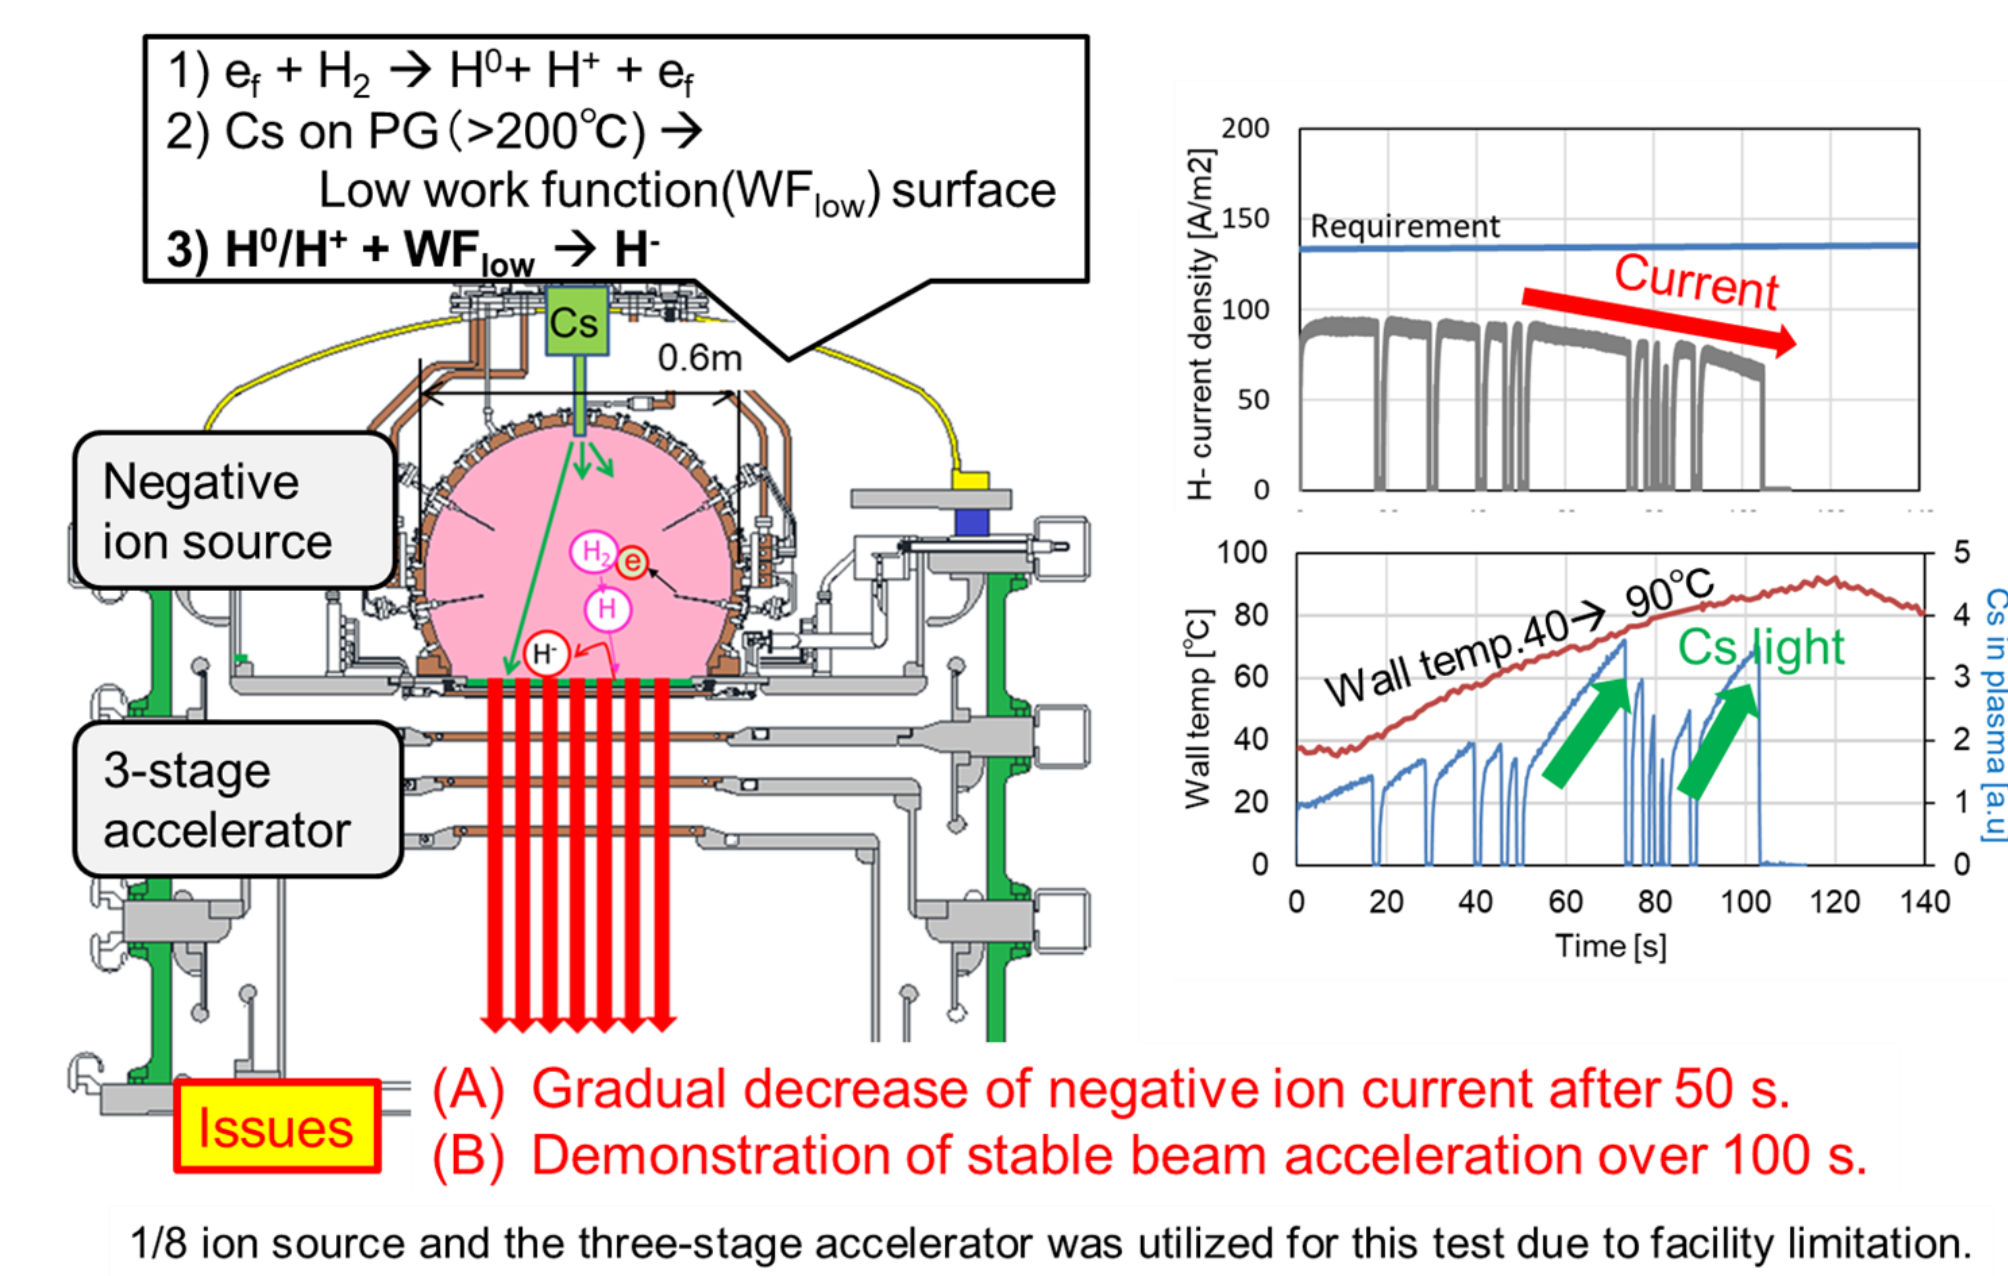 1) ef + H2 → H0+ H+ + ef
2) Cs on PG (>200℃) →
Low work function(WFlow) surface
3) H0/H+ + WFlow → H-
Cs
0.6m
Negative
ion source
H2
e
H
H-
3-stage
accelerator
H- current density [A/m2]
200
150
100
50
0
Requirement
Current
Wall temp [℃]
100
80
60
40
20
0
Wall temp.40→ 90℃
Cs light
5
4
3
2
1
0
Cs in plasma [a.u]
0 20 40 60 80 100 120 140
Time [s]
Issues
(A) Gradual decrease of negative ion current after 50 s.
(B) Demonstration of stable beam acceleration over 100 s.
1/8 ion source and the three-stage accelerator was utilized for this test due to facility limitation.